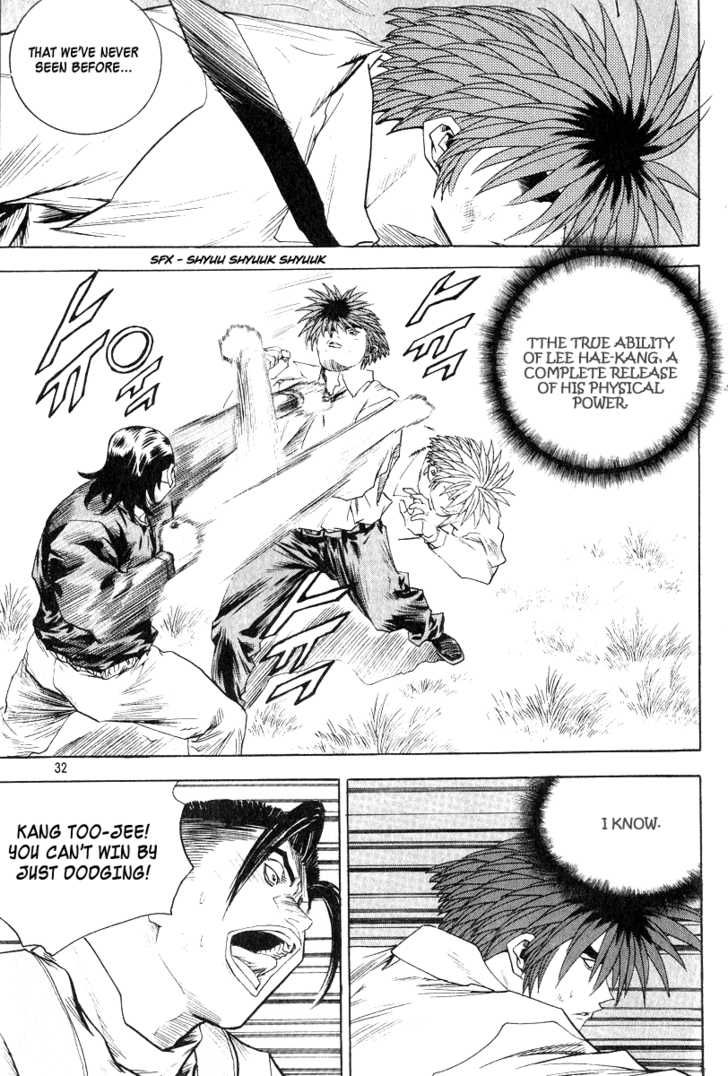 THAT WE'VE NEVER
SEEN BEFORE...
SFX - SHYUU SHYUUK SHYUUK
TTHE TRUE ABILITY
OF LEE HAE-KANG. A
COMPLETE RELEASE
OF HIS PHYSICAL
POWER.
32
KANG TOO-JEE!
YOU CAN'T WIN BY
JUST DODGING!
I KNOW.